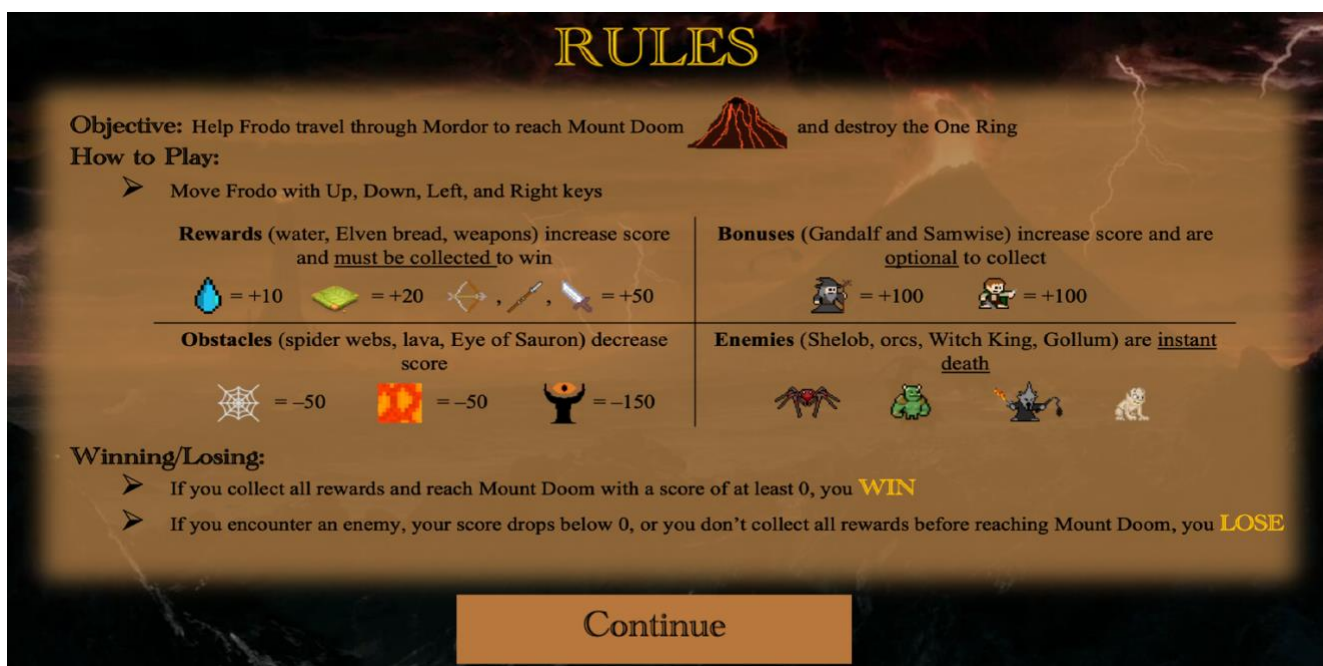 RULES
Objective: Help Frodo travel through Mordor to reach Mount Doom and destroy the One Ring
How to Play:
➢ Move Frodo with Up, Down, Left, and Right keys
Rewards (water, Elven bread, weapons) increase score
and must be collected to win
= +10 = +20 , , = +50
Bonuses (Gandalf and Samwise) increase score and are
optional to collect
= +100 = +100
Obstacles (spider webs, lava, Eye of Sauron) decrease
score
= –50 = –50 = –150
Enemies (Shelob, orcs, Witch King, Gollum) are instant
death
Winning/Losing:
➢ If you collect all rewards and reach Mount Doom with a score of at least 0, you WIN
➢ If you encounter an enemy, your score drops below 0, or you don’t collect all rewards before reaching Mount Doom, you LOSE
Continue